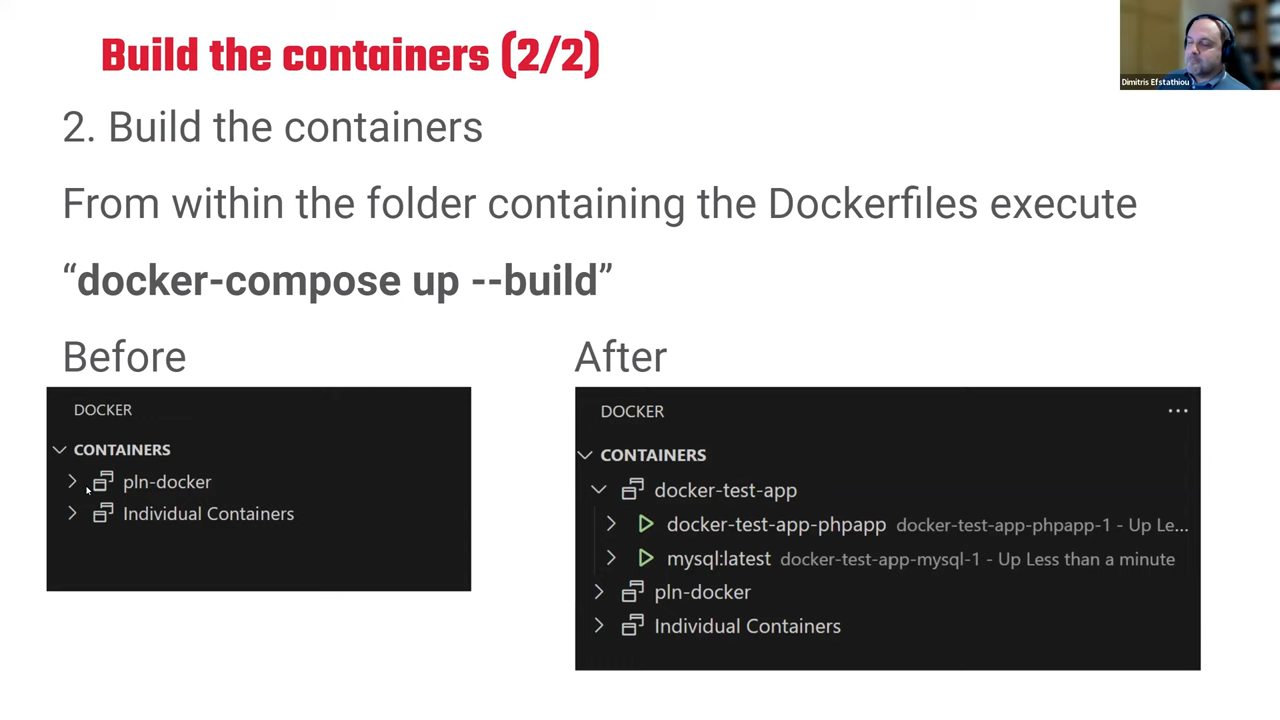 Build the containers (2/2)
Dimitris Efstathiou
2. Build the containers
From within the folder containing the Dockerfiles execute
“docker-compose up --build”
Before
After
DOCKER
CONTAINERS
pln-docker
Individual Containers
DOCKER
...
CONTAINERS
docker-test-app
docker-test-app-phpapp docker-test-app-phpapp-1 - Up Le...
mysql:latest docker-test-app-mysql-1 - Up Less than a minute
pln-docker
Individual Containers